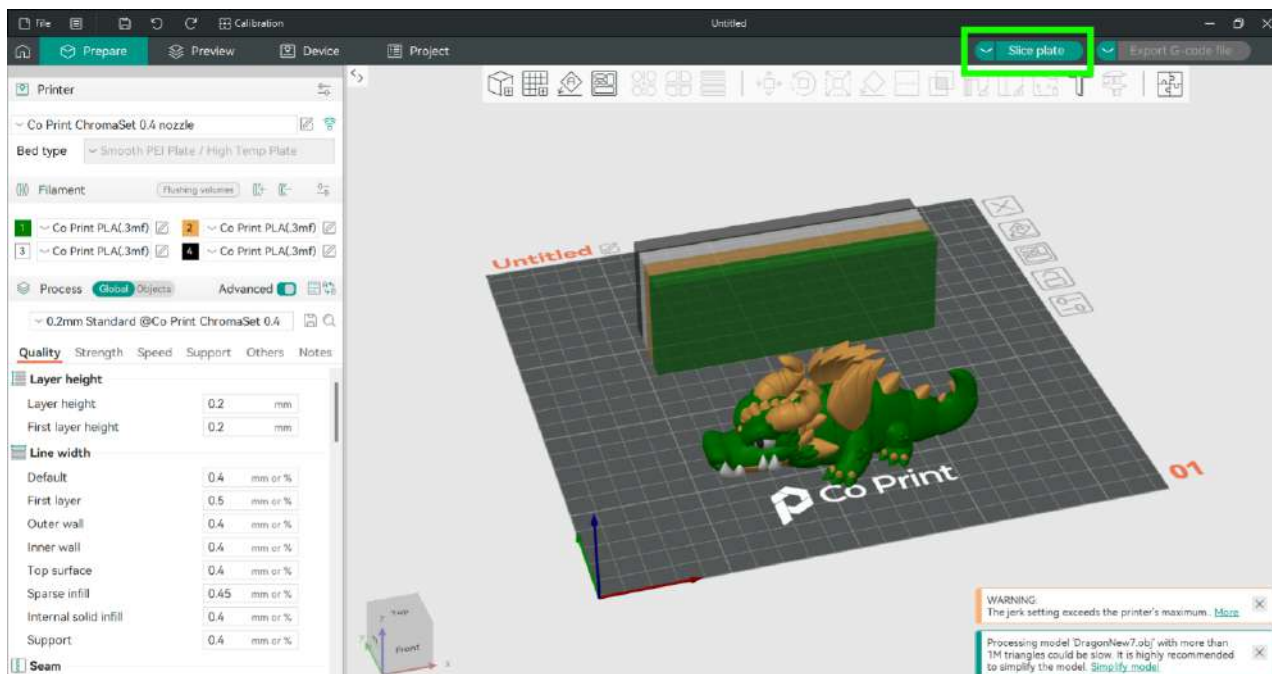 File Calibration Untitled
Prepare Preview Device Project Slice plate Export G-code file
Printer
Co Print ChromaSet 0.4 nozzle
Bed type Smooth PEI Plate / High Temp Plate
Filament Flushing volumes
1 Co Print PLA(.3mf) 2 Co Print PLA(.3mf)
3 Co Print PLA(.3mf) 4 Co Print PLA(.3mf)
Process Global Objects Advanced
0.2mm Standard @Co Print ChromaSet 0.4
Quality Strength Speed Support Others Notes
Layer height
Layer height 0.2 mm
First layer height 0.2 mm
Line width
Default 0.4 mm or %
First layer 0.5 mm or %
Outer wall 0.4 mm or %
Inner wall 0.4 mm or %
Top surface 0.4 mm or %
Sparse infill 0.45 mm or %
Internal solid infill 0.4 mm or %
Support 0.4 mm or %
Seam
Untitled
Co Print
01
Top
Front
z
x
WARNING:
The jerk setting exceeds the printer's maximum.. More
Processing model 'DragonNew7.obj' with more than
1M triangles could be slow. It is highly recommended
to simplify the model. Simplify model